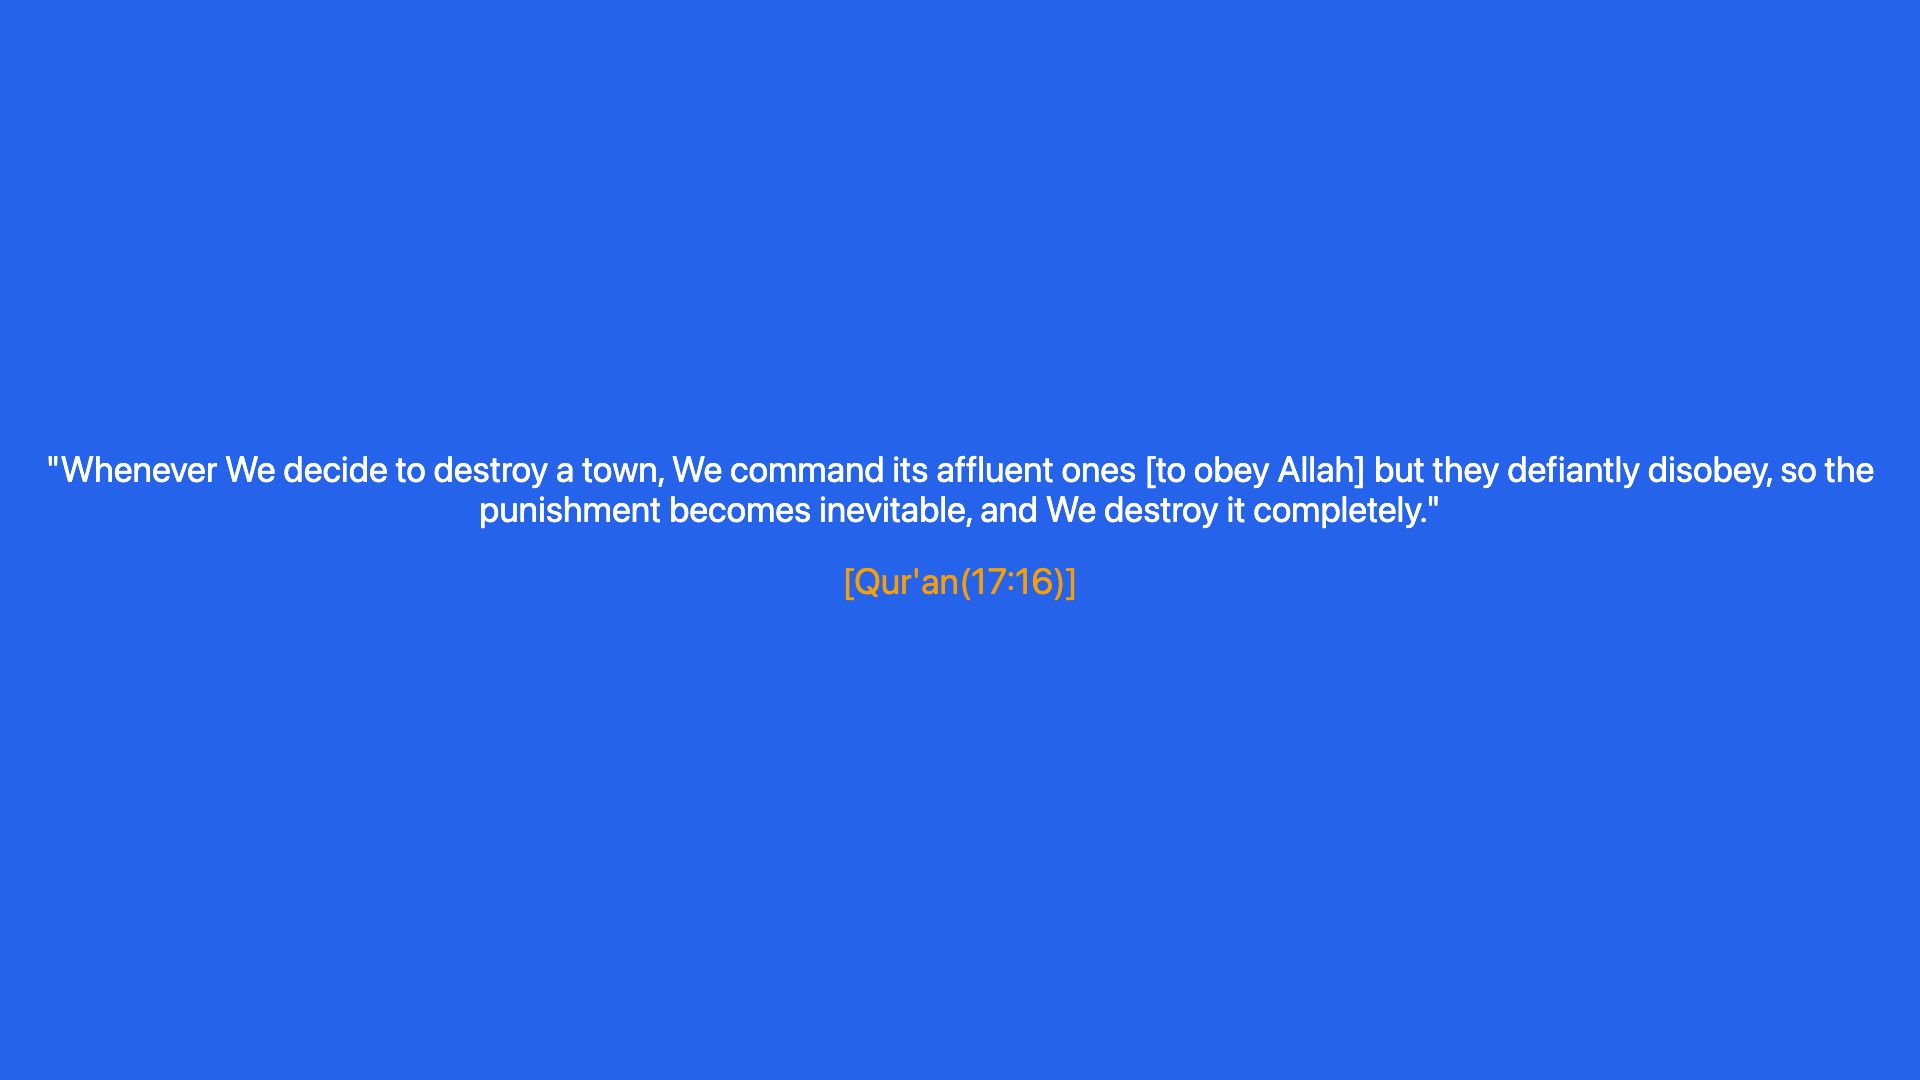 "Whenever We decide to destroy a town, We command its affluent ones [to obey Allah] but they defiantly disobey, so the
punishment becomes inevitable, and We destroy it completely."
[Qur'an(17:16)]